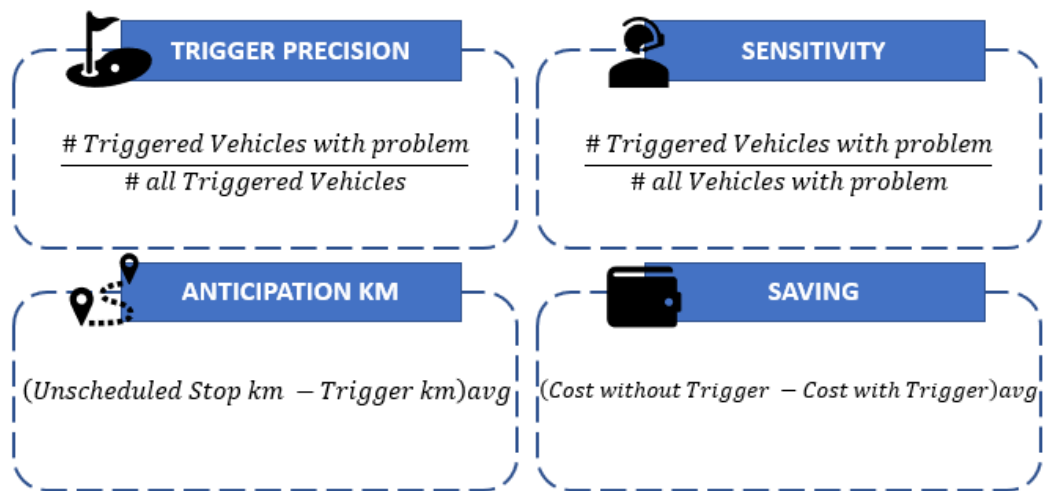 TRIGGER PRECISION
# Triggered Vehicles with problem
# all Triggered Vehicles
SENSITIVITY
# Triggered Vehicles with problem
# all Vehicles with problem
ANTICIPATION KM
(Unscheduled Stop km − Trigger km)avg
SAVING
(Cost without Trigger − Cost with Trigger)avg